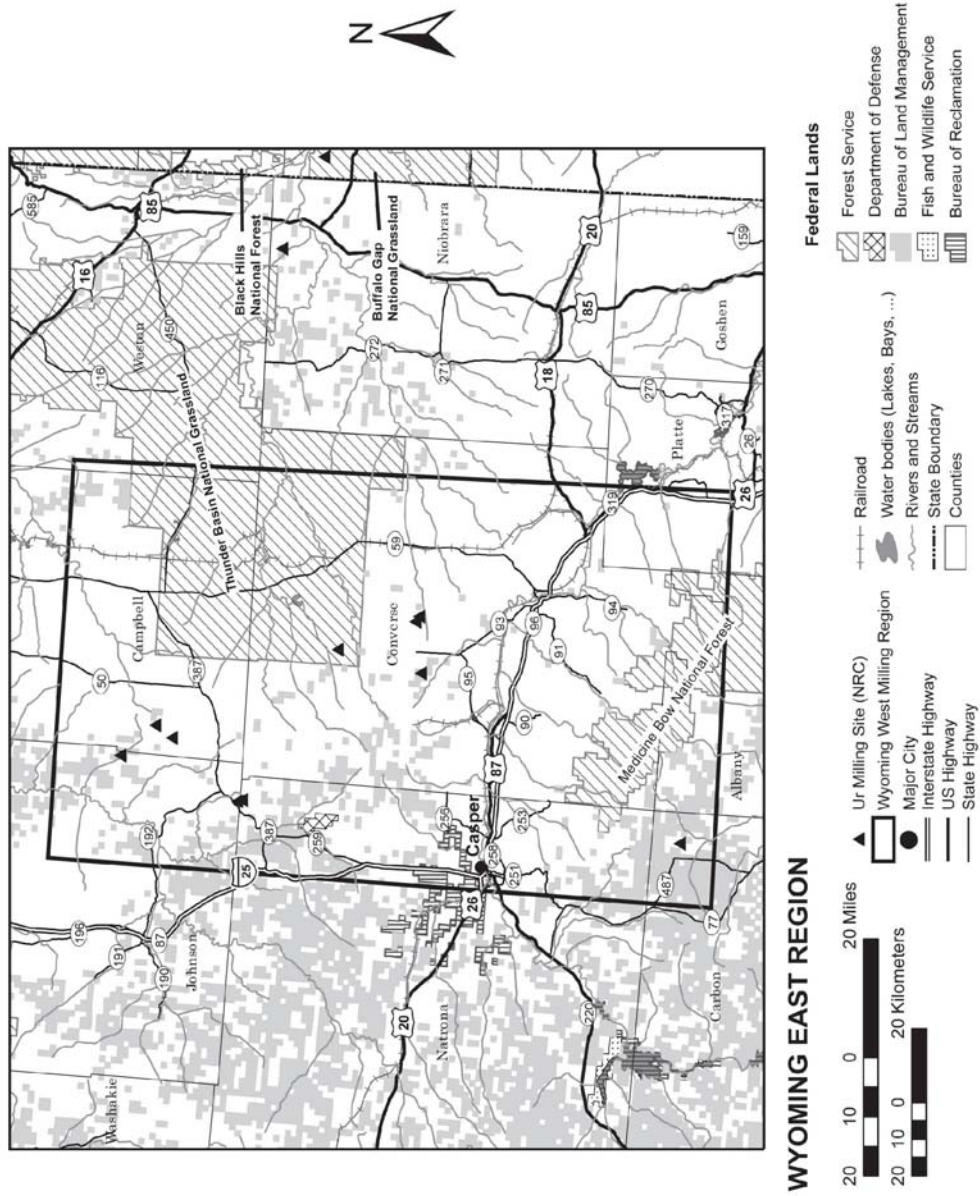 N
585
85
16
Black Hills
National Forest
Buffalo Gap
National Grassland
Niobrara
20
159
Weston
450
116
Thunder Basin National Grassland
272
271
18
85
Goshen
270
Platte
317
26
26
319
Campbell
50
387
59
Converse
93
96
94
95
91
90
87
Medicine Bow National Forest
Albany
192
387
259
255
Casper
258
253
251
25
26
487
77
196
191
87
190
Johnson
Washakie
20
Natrona
220
Carbon
WYOMING EAST REGION
20 10 0 20 Miles
20 10 0 20 Kilometers
Ur Milling Site (NRC)
Wyoming West Milling Region
Major City
Interstate Highway
US Highway
State Highway
Railroad
Water bodies (Lakes, Bays, ...)
Rivers and Streams
State Boundary
Counties
Federal Lands
Forest Service
Department of Defense
Bureau of Land Management
Fish and Wildlife Service
Bureau of Reclamation